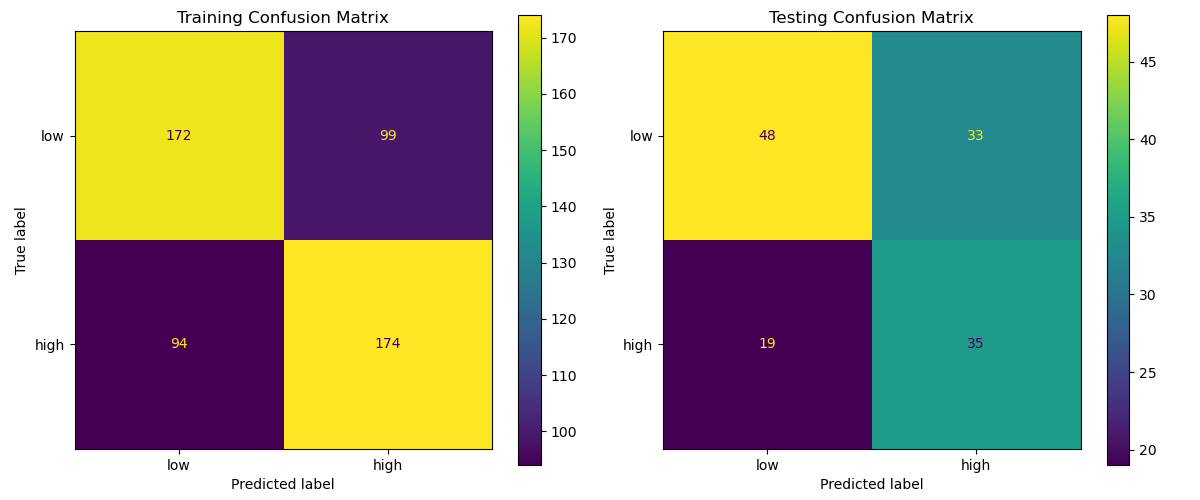 Training Confusion Matrix
True label
low
high
172
99
94
174
low
high
Predicted label
170
160
150
140
130
120
110
100
Testing Confusion Matrix
True label
low
high
48
33
19
35
low
high
Predicted label
45
40
35
30
25
20